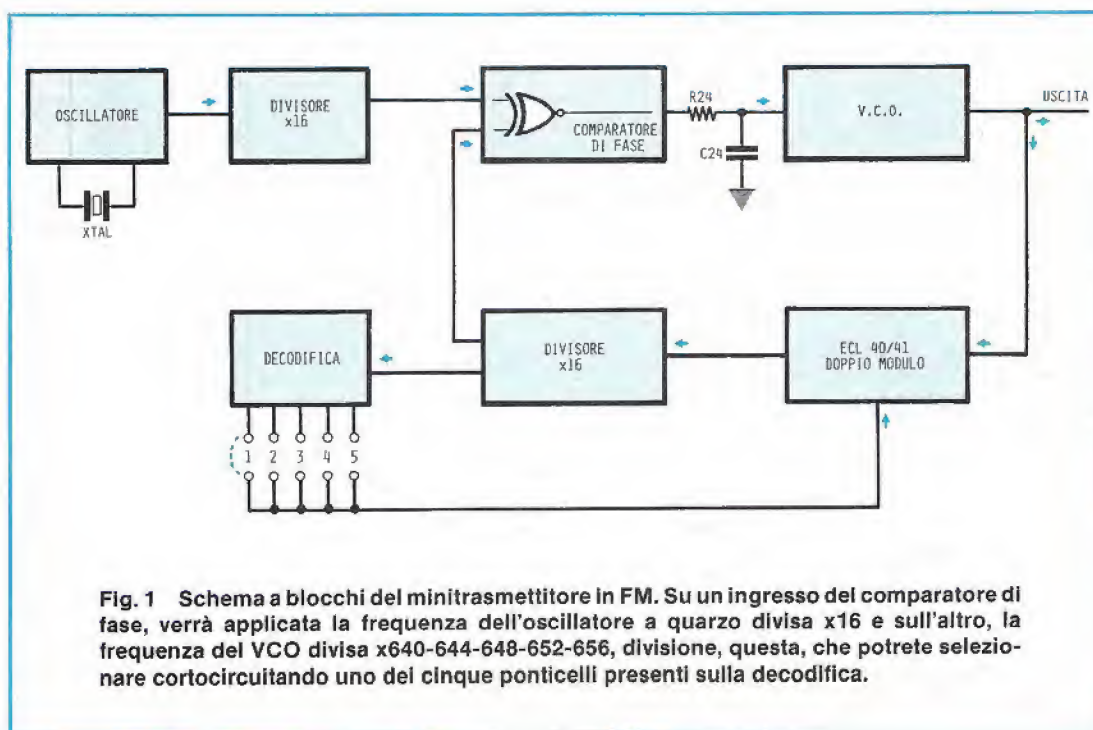 OSCILLATORE
XTAL
DIVISORE
x16
COMPARATORE
DI FASE
R24
C24
V.C.O.
USCITA
DECODIFICA
1 2 3 4 5
DIVISORE
x16
ECL 40/41
DOPPIO MODULO
Fig. 1 Schema a blocchi del minitrasmettitore in FM. Su un ingresso del comparatore di
fase, verrà applicata la frequenza dell'oscillatore a quarzo divisa x16 e sull'altro, la
frequenza del VCO divisa x640-644-648-652-656, divisione, questa, che potrete selezio-
nare cortocircuitando uno dei cinque ponticelli presenti sulla decodifica.